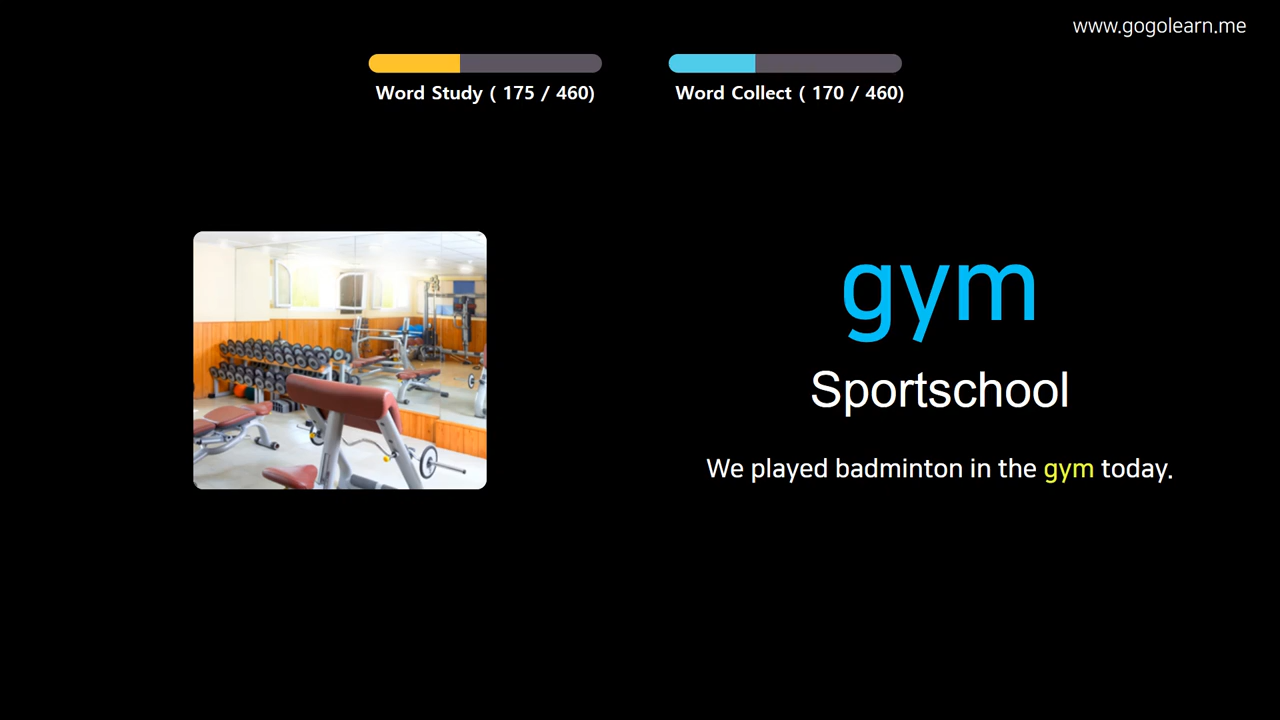 www.gogolearn.me
Word Study ( 175 / 460)
Word Collect ( 170 / 460)
gym
Sportschool
We played badminton in the gym today.